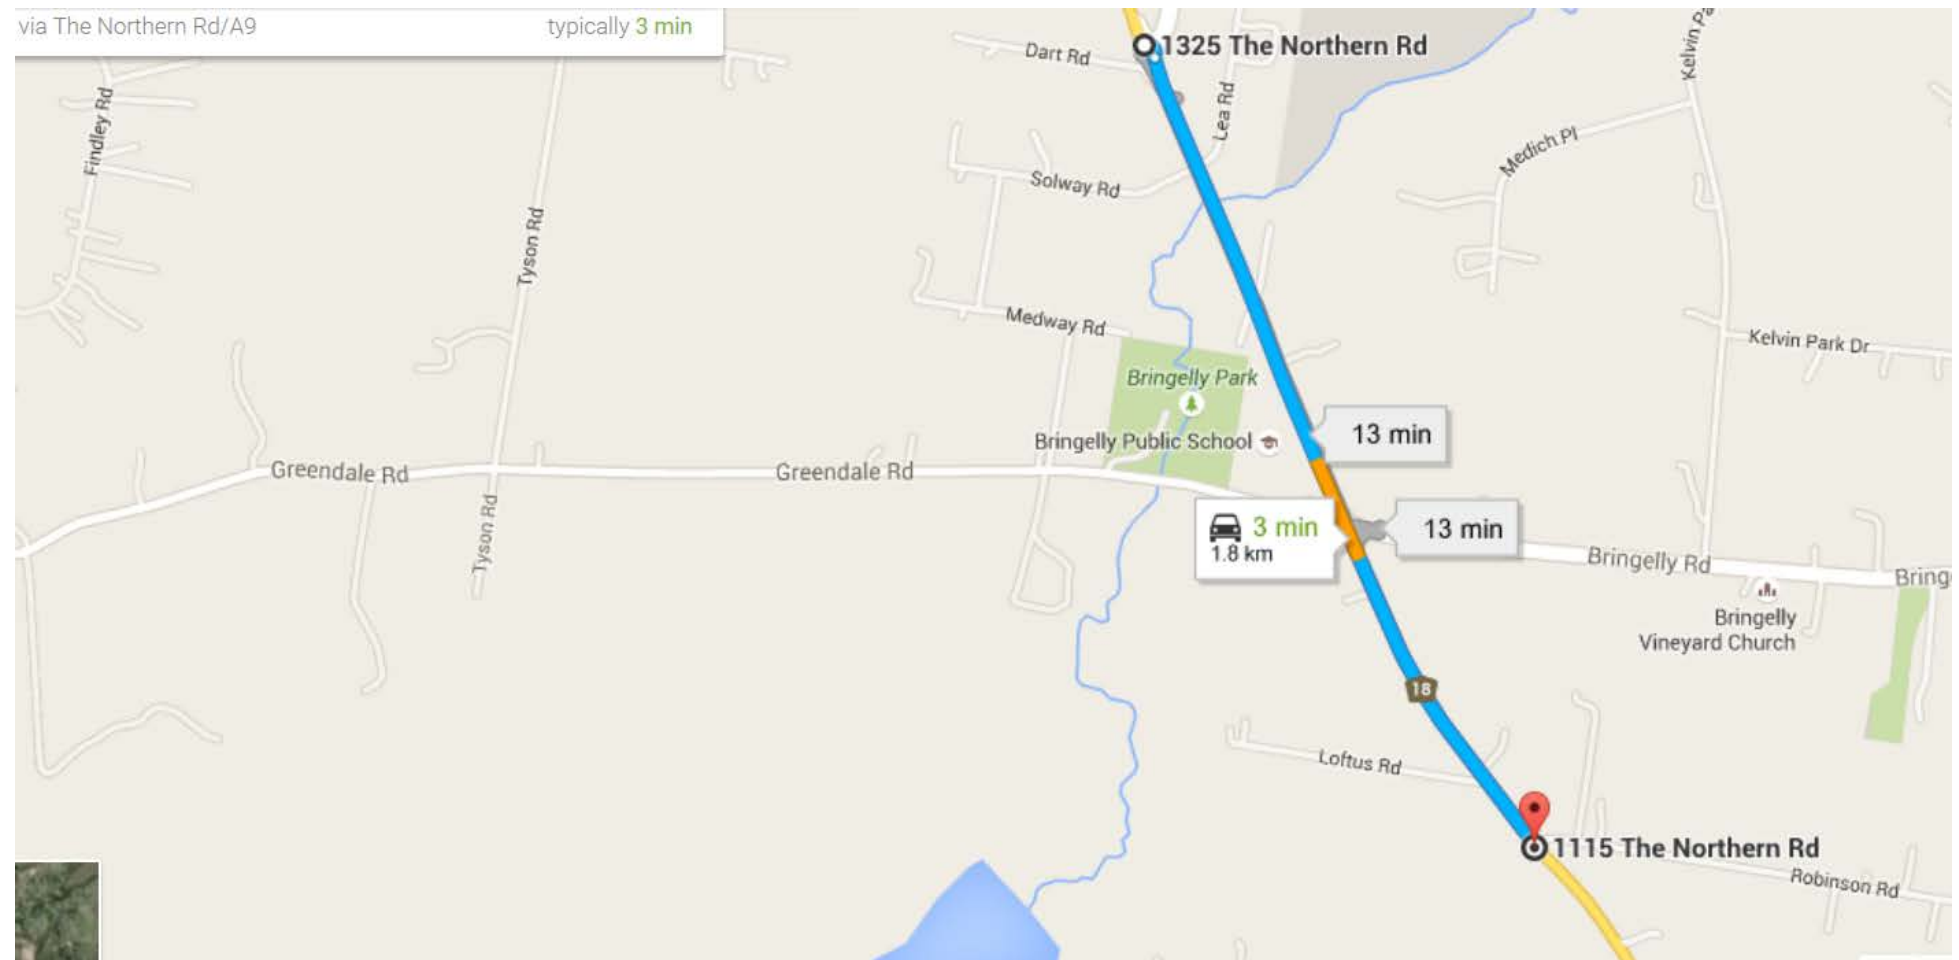 via The Northern Rd/A9 typically 3 min
1325 The Northern Rd
Dart Rd
Findley Rd
Lea Rd
Medich Pl
Solway Rd
Tyson Rd
Medway Rd
Kelvin Park Dr
Bringelly Park
13 min
Bringelly Public School
Greendale Rd
Greendale Rd
3 min
1.8 km
13 min
Tyson Rd
Bringelly Rd
Bringelly
Vineyard Church
18
Loftus Rd
1115 The Northern Rd
Robinson Rd